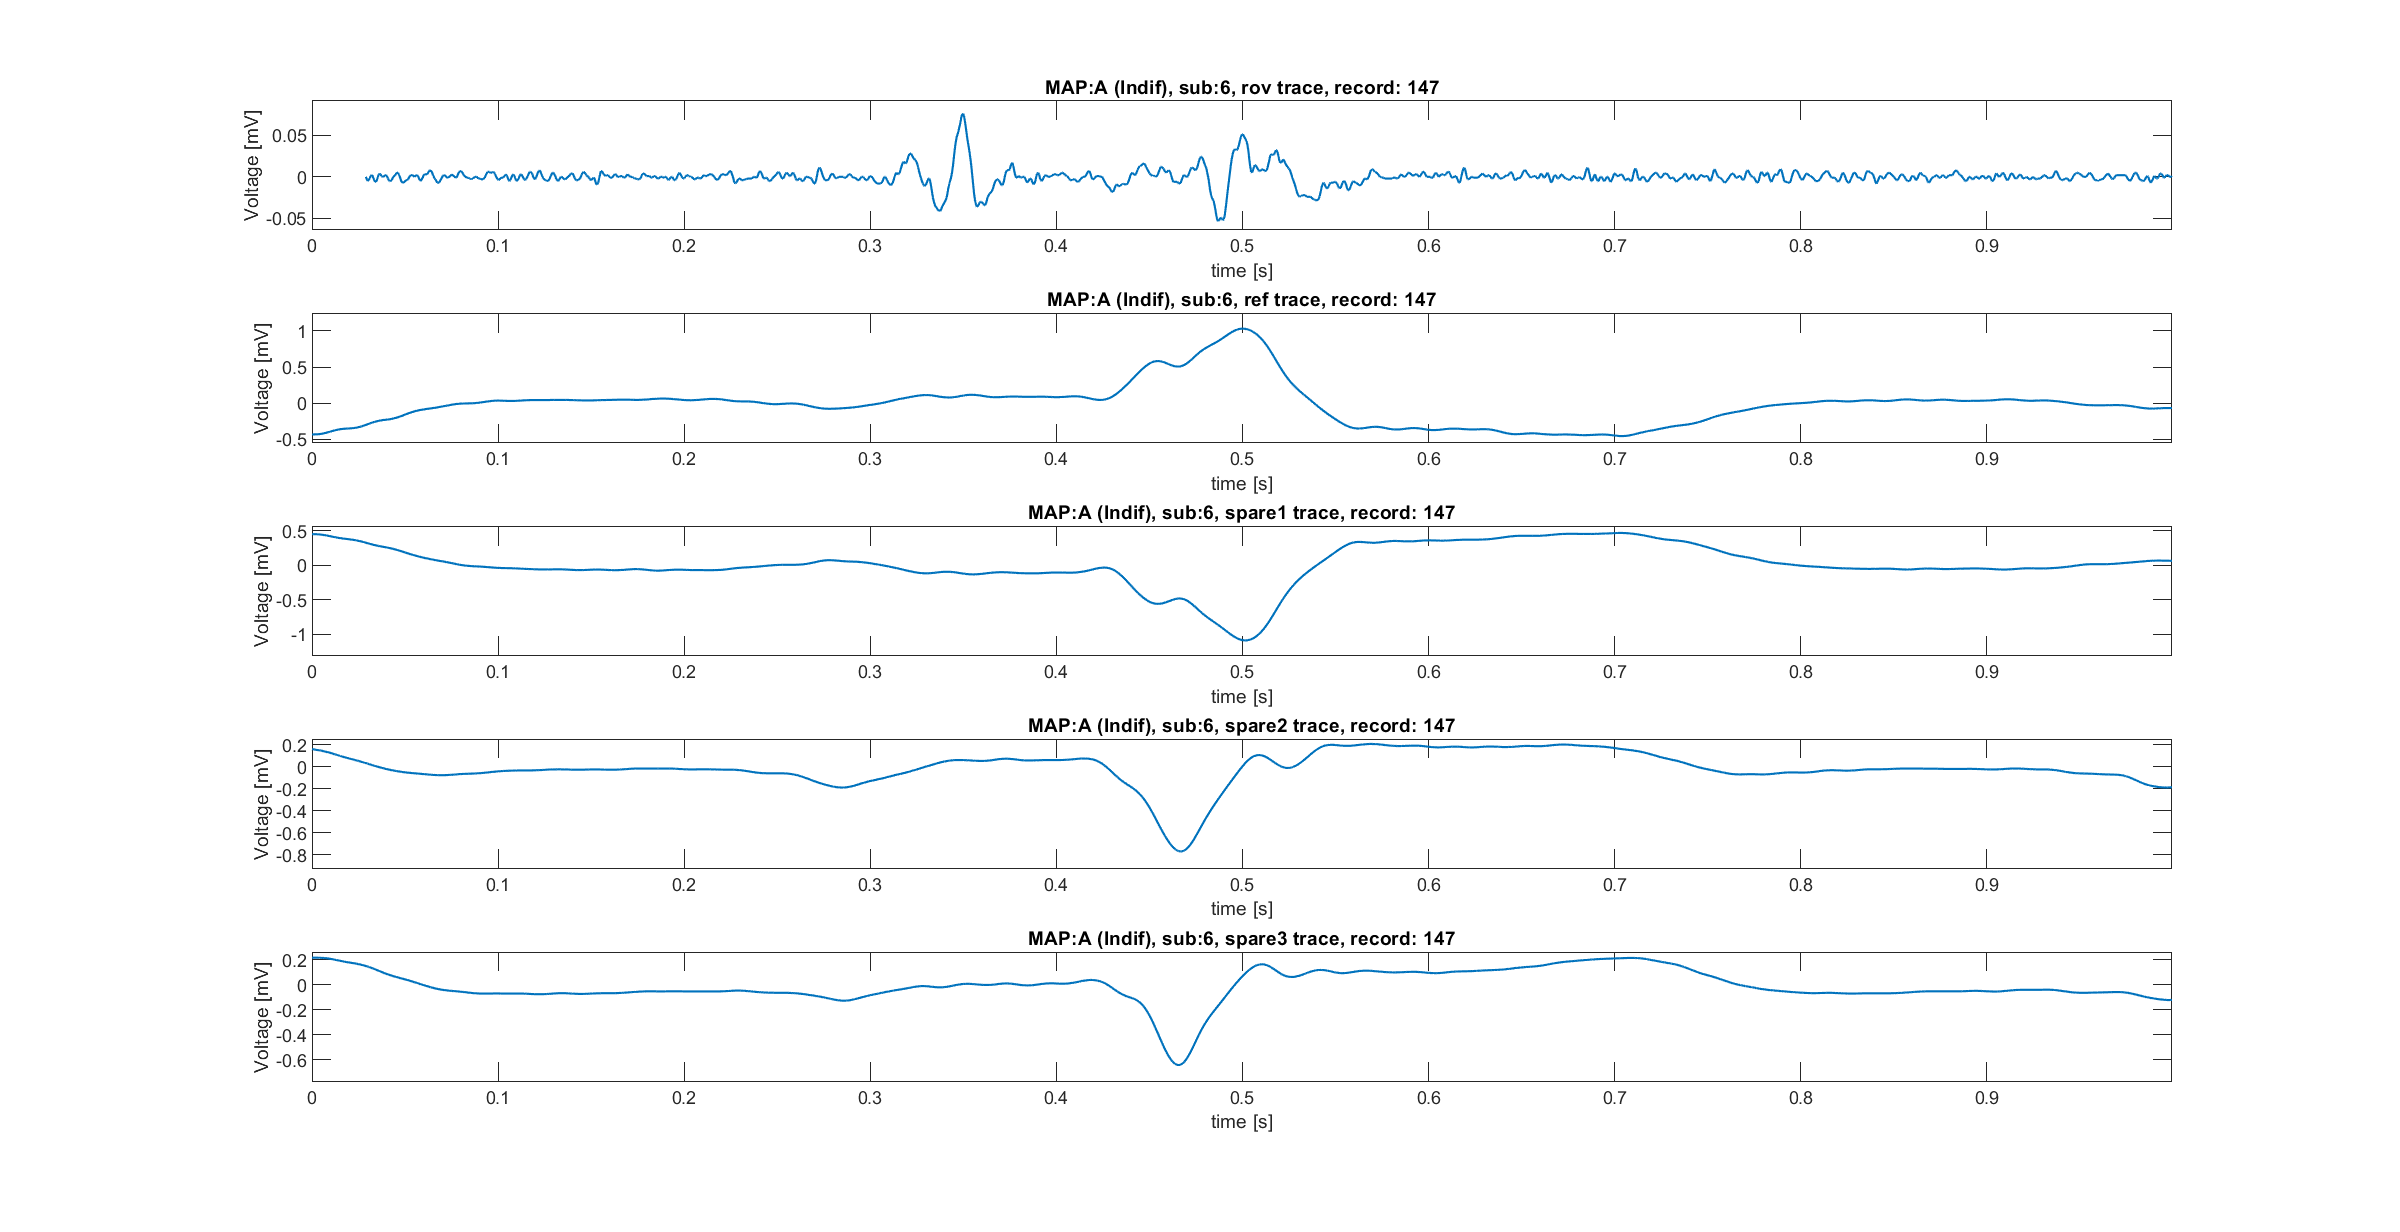 MAP:A (Indif), sub:6, rov trace, record: 147
Voltage [mV]
0.05
0
-0.05
0 0.1 0.2 0.3 0.4 0.5 0.6 0.7 0.8 0.9
time [s]
MAP:A (Indif), sub:6, ref trace, record: 147
Voltage [mV]
1
0.5
0
-0.5
0 0.1 0.2 0.3 0.4 0.5 0.6 0.7 0.8 0.9
time [s]
MAP:A (Indif), sub:6, spare1 trace, record: 147
Voltage [mV]
0.5
0
-0.5
-1
0 0.1 0.2 0.3 0.4 0.5 0.6 0.7 0.8 0.9
time [s]
MAP:A (Indif), sub:6, spare2 trace, record: 147
Voltage [mV]
0.2
0
-0.2
-0.4
-0.6
-0.8
0 0.1 0.2 0.3 0.4 0.5 0.6 0.7 0.8 0.9
time [s]
MAP:A (Indif), sub:6, spare3 trace, record: 147
Voltage [mV]
0.2
0
-0.2
-0.4
-0.6
0 0.1 0.2 0.3 0.4 0.5 0.6 0.7 0.8 0.9
time [s]